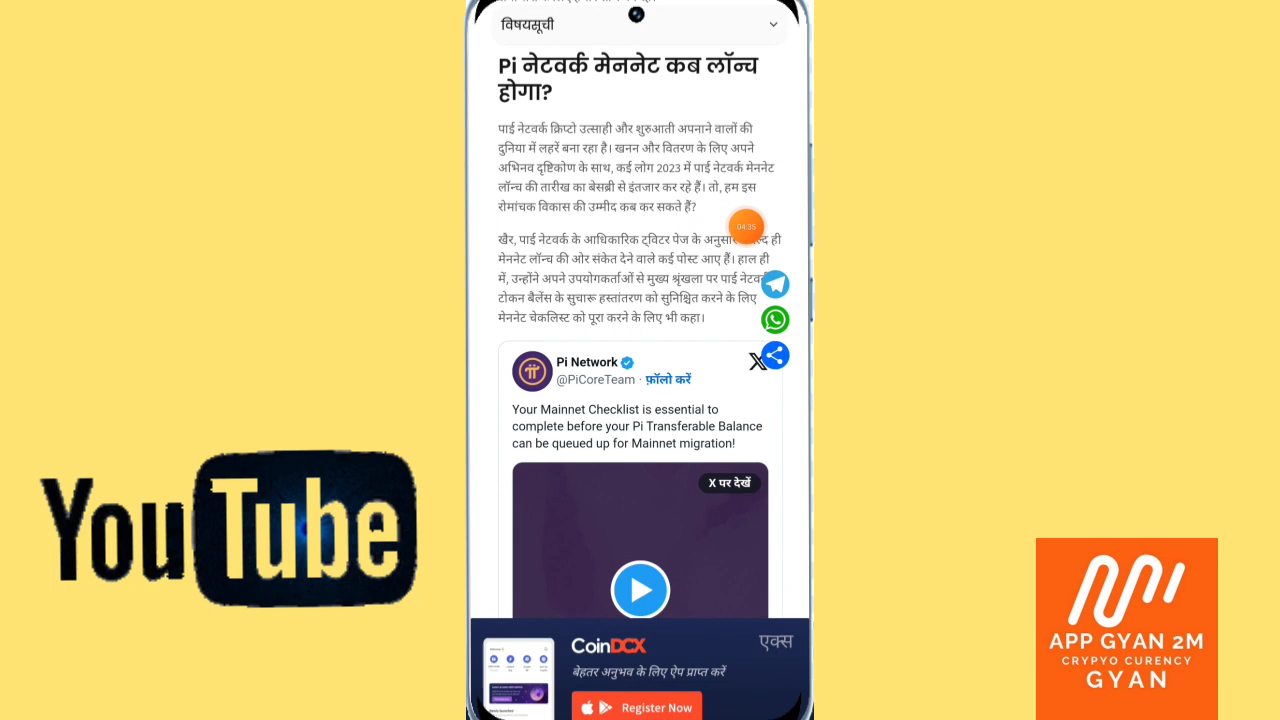 विषयसूची
Pi नेटवर्क मेननेट कब लॉन्च
होगा?
पाई नेटवर्क क्रिप्टो उत्साही और शुरुआती अपनाने वालों की
दुनिया में लहरें बना रहा है। खनन और वितरण के लिए अपने
अभिनव दृष्टिकोण के साथ, कई लोग 2023 में पाई नेटवर्क मेननेट
लॉन्च की तारीख का बेसब्री से इंतजार कर रहे हैं। तो, हम इस
रोमांचक विकास की उम्मीद कब कर सकते हैं?
04:35
खैर, पाई नेटवर्क के आधिकारिक ट्विटर पेज के अनुसार ही
मेननेट लॉन्च की ओर संकेत देने वाले कई पोस्ट आए हैं। हाल ही
में, उन्होंने अपने उपयोगकर्ताओं से मुख्य श्रृंखला पर पाई
टोकन बैलेंस के सुचारू हस्तांतरण को सुनिश्चित करने के लिए
मेननेट चेकलिस्ट को पूरा करने के लिए भी कहा।
Pi Network
@PiCoreTeam · फ़ॉलो करें
Your Mainnet Checklist is essential to
complete before your Pi Transferable Balance
can be queued up for Mainnet migration!
X पर देखें
YouTube
CoinDCX
एक्स
बेहतर अनुभव के लिए ऐप प्राप्त करें
Register Now
APP GYAN 2M
CRYPYO CURENCY
GYAN